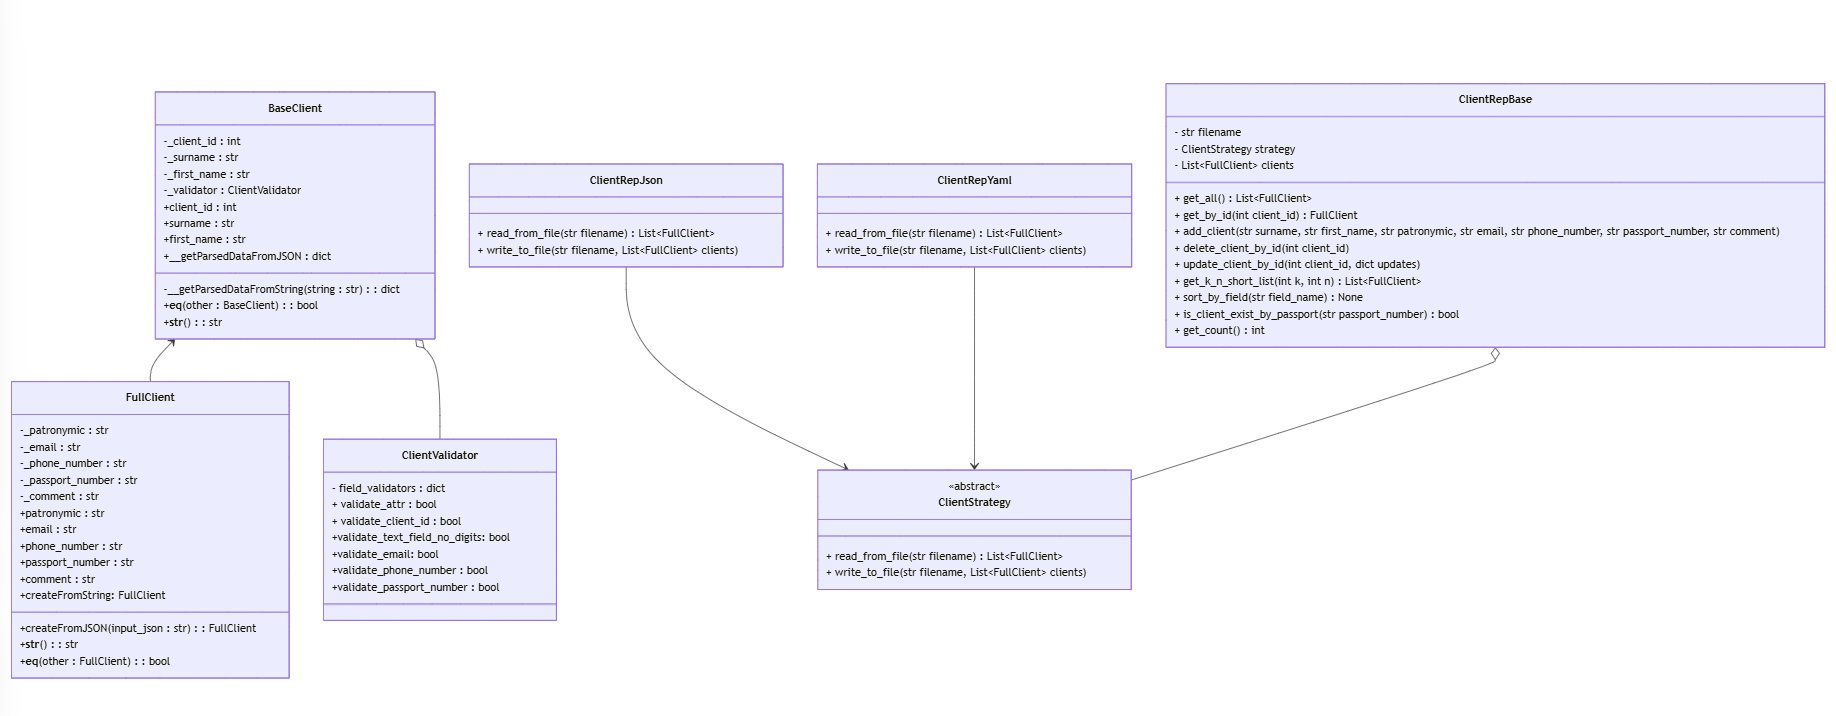 BaseClient
-_client_id : int
-_surname : str
-_first_name : str
-_validator : ClientValidator
+client_id : int
+surname : str
+first_name : str
+__getParsedDataFromJSON : dict
-__getParsedDataFromString(string : str) : : dict
+eq(other : BaseClient) : : bool
+str() : : str
ClientRepJson
+ read_from_file(str filename) : List<FullClient>
+ write_to_file(str filename, List<FullClient> clients)
ClientRepYaml
+ read_from_file(str filename) : List<FullClient>
+ write_to_file(str filename, List<FullClient> clients)
ClientRepBase
- str filename
- ClientStrategy strategy
- List<FullClient> clients
+ get_all() : List<FullClient>
+ get_by_id(int client_id) : FullClient
+ add_client(str surname, str first_name, str patronymic, str email, str phone_number, str passport_number, str comment)
+ delete_client_by_id(int client_id)
+ update_client_by_id(int client_id, dict updates)
+ get_k_n_short_list(int k, int n) : List<FullClient>
+ sort_by_field(str field_name) : None
+ is_client_exist_by_passport(str passport_number) : bool
+ get_count() : int
FullClient
-_patronymic : str
-_email : str
-_phone_number : str
-_passport_number : str
-_comment : str
+patronymic : str
+email : str
+phone_number : str
+passport_number : str
+comment : str
+createFromString: FullClient
+createFromJSON(input_json : str) : : FullClient
+str() : : str
+eq(other : FullClient) : : bool
ClientValidator
- field_validators : dict
+ validate_attr : bool
+ validate_client_id : bool
+validate_text_field_no_digits: bool
+validate_email: bool
+validate_phone_number : bool
+validate_passport_number : bool
«abstract»
ClientStrategy
+ read_from_file(str filename) : List<FullClient>
+ write_to_file(str filename, List<FullClient> clients)